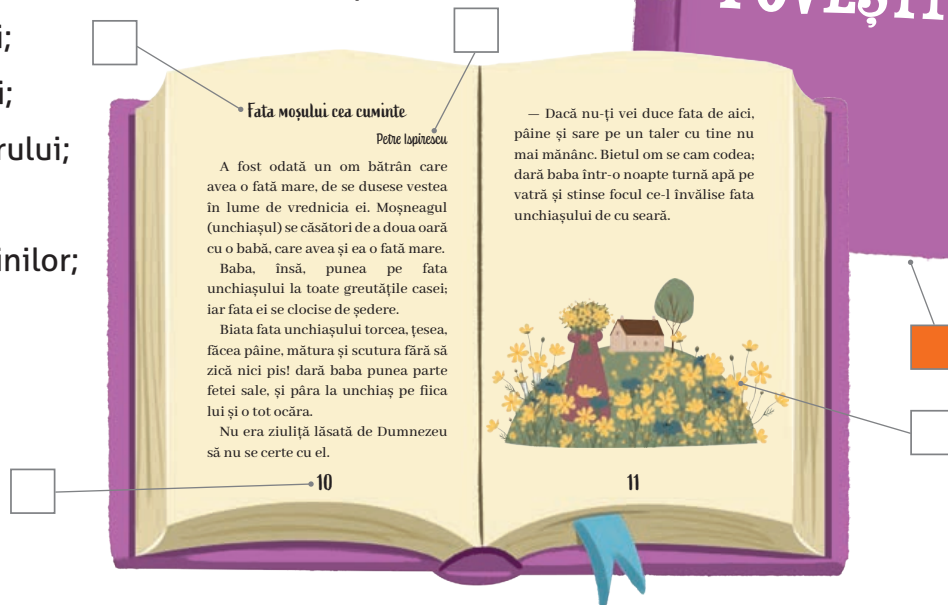 POVEȘTI
i;
i;
rului;
inilor;
Fata moșului cea cuminte
Petre Ispirescu
A fost odată un om bătrân care
avea o fată mare, de se dusese vestea
în lume de vrednicia ei. Moșneagul
(unchiașul) se căsători de a doua oară
cu o babă, care avea și ea o fată mare.
Baba, însă, punea pe fata
unchiașului la toate greutățile casei;
iar fata ei se clocise de ședere.
Biata fata unchiașului torcea, țesea,
făcea pâine, mătura și scutura fără să
zică nici pis! dară baba punea parte
fetei sale, și pâra la unchiaș pe fiica
lui și o tot ocăra.
Nu era ziuliță lăsată de Dumnezeu
să nu se certe cu el.
10
— Dacă nu-ți vei duce fata de aici,
pâine și sare pe un taler cu tine nu
mai mănânc. Bietul om se cam codea;
dară baba într-o noapte turnă apă pe
vatră și stinse focul ce-l învălise fata
unchiașului de cu seară.
11